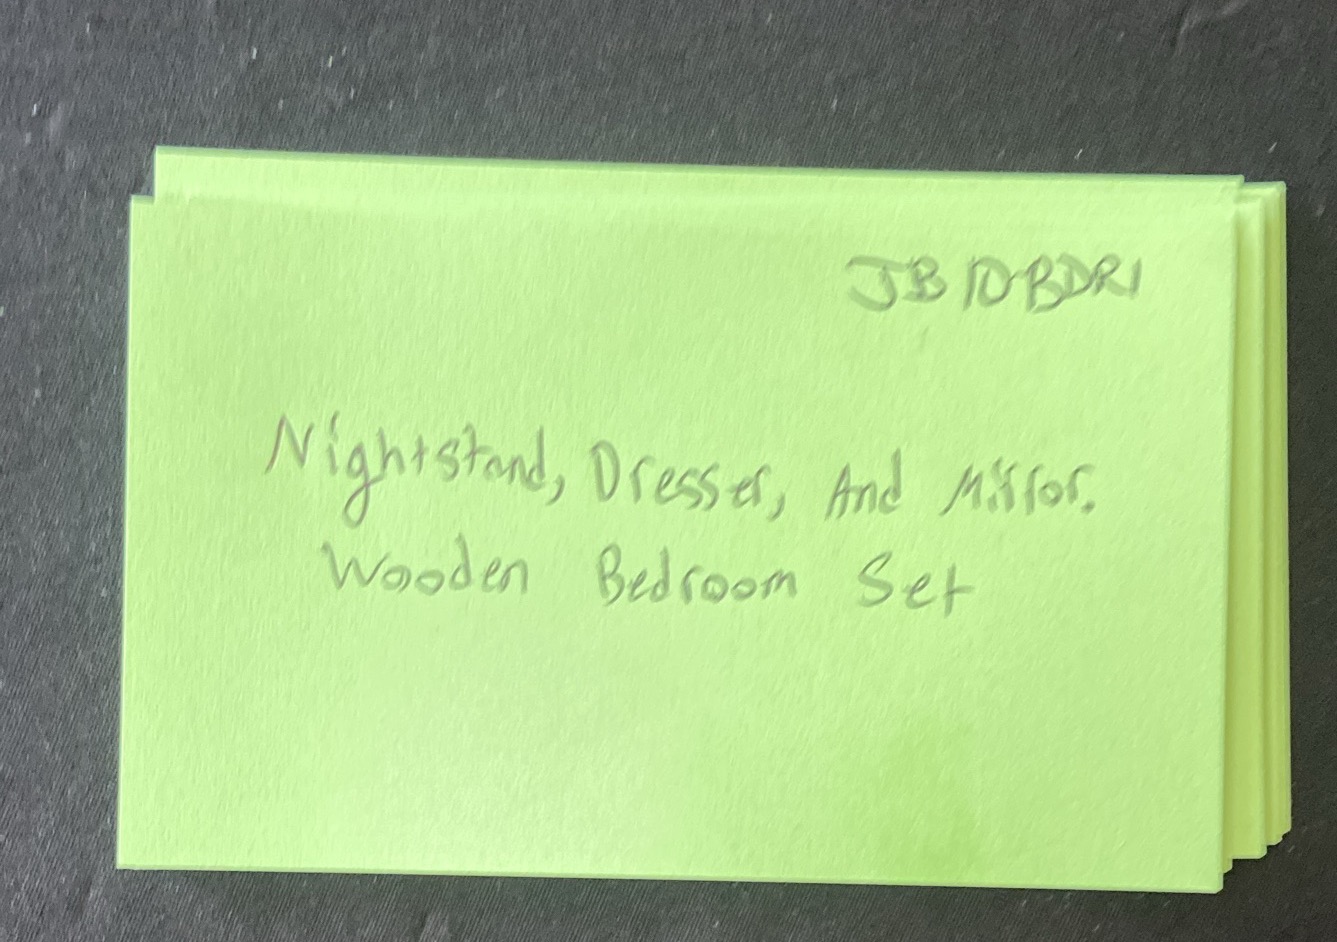 JB10BDR1
Nightstand, Dresser, And Mirror.
Wooden Bedroom Set